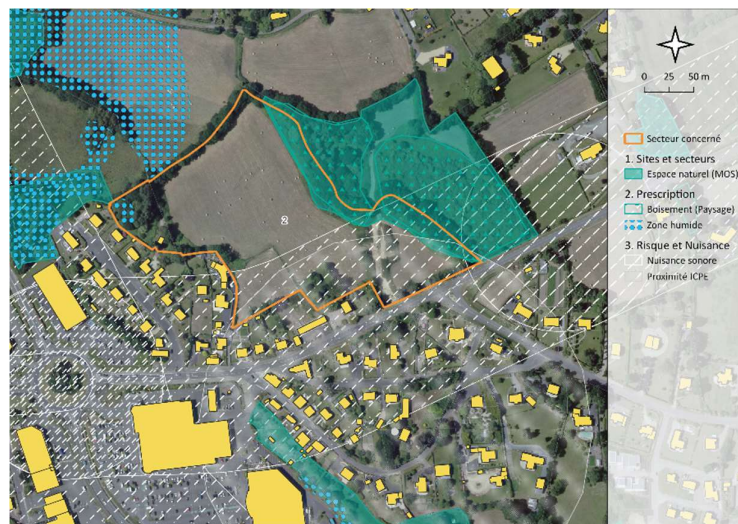 0 25 50 m
Secteur concerné
1. Sites et secteurs
Espace naturel (MOS)
2. Prescription
Boisement (Paysage)
Zone humide
3. Risque et Nuisance
Nuisance sonore
Proximité ICPE
2